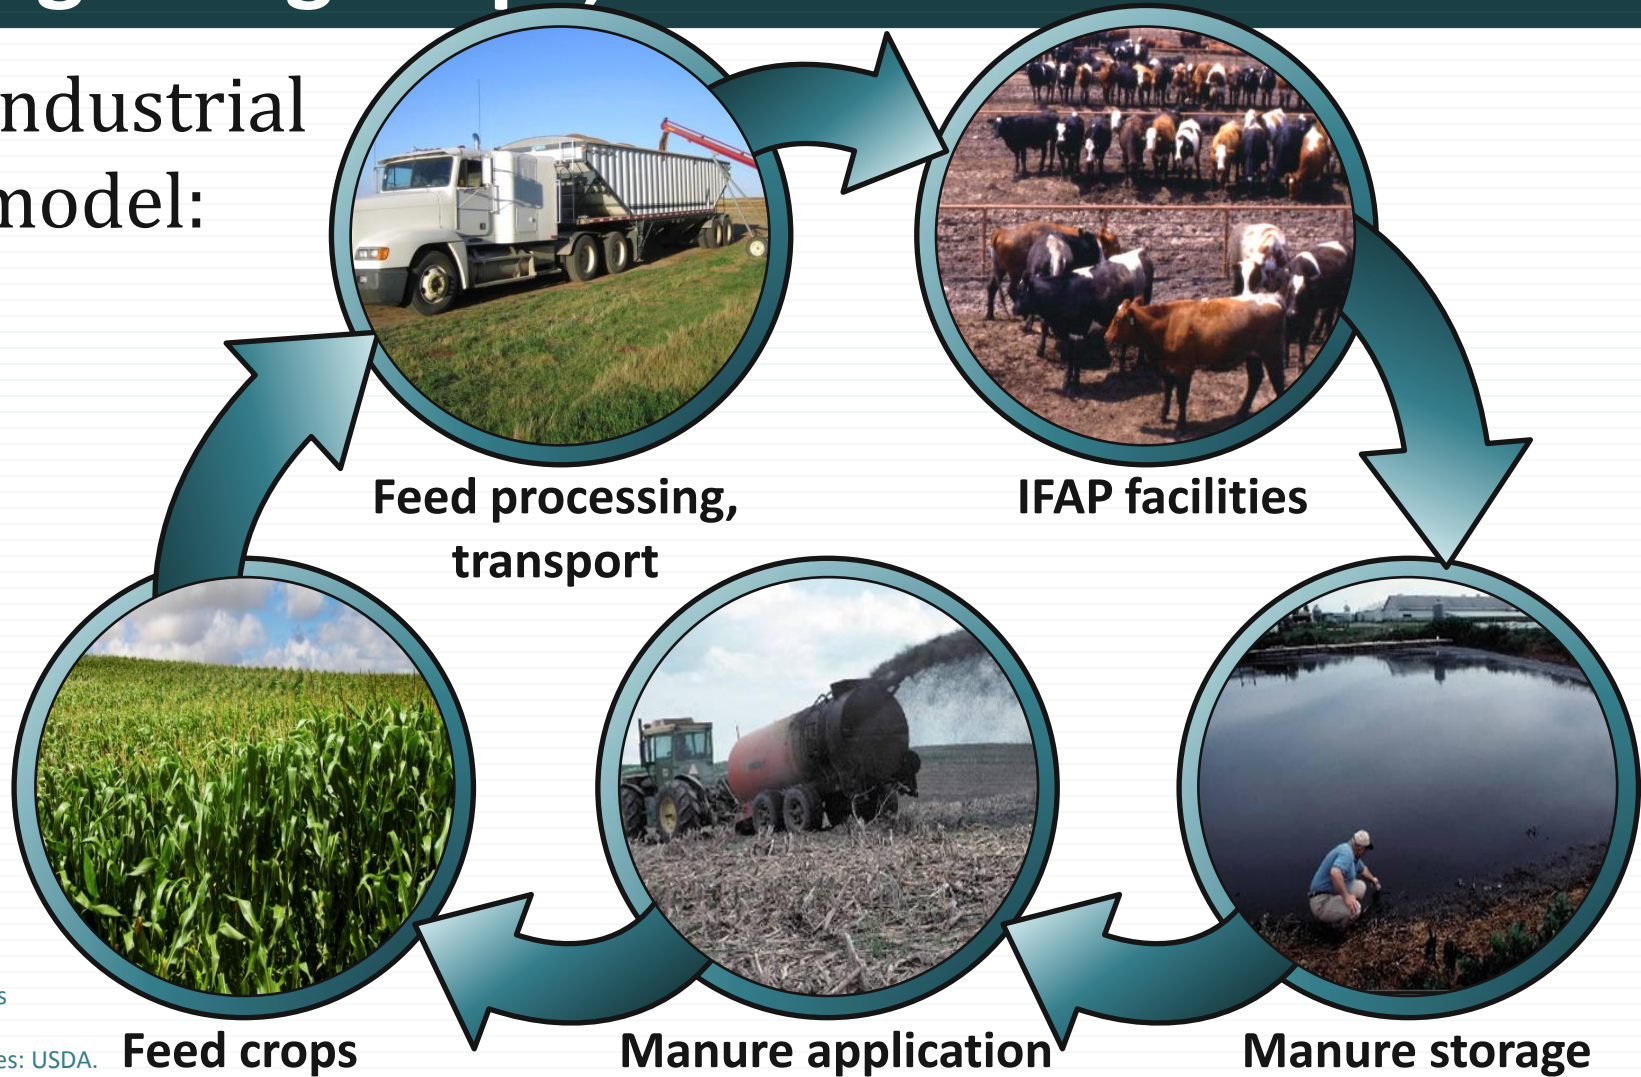 ndustrial
model:
Feed processing,
transport
IFAP facilities
Feed crops
Manure application
Manure storage
s
es: USDA.